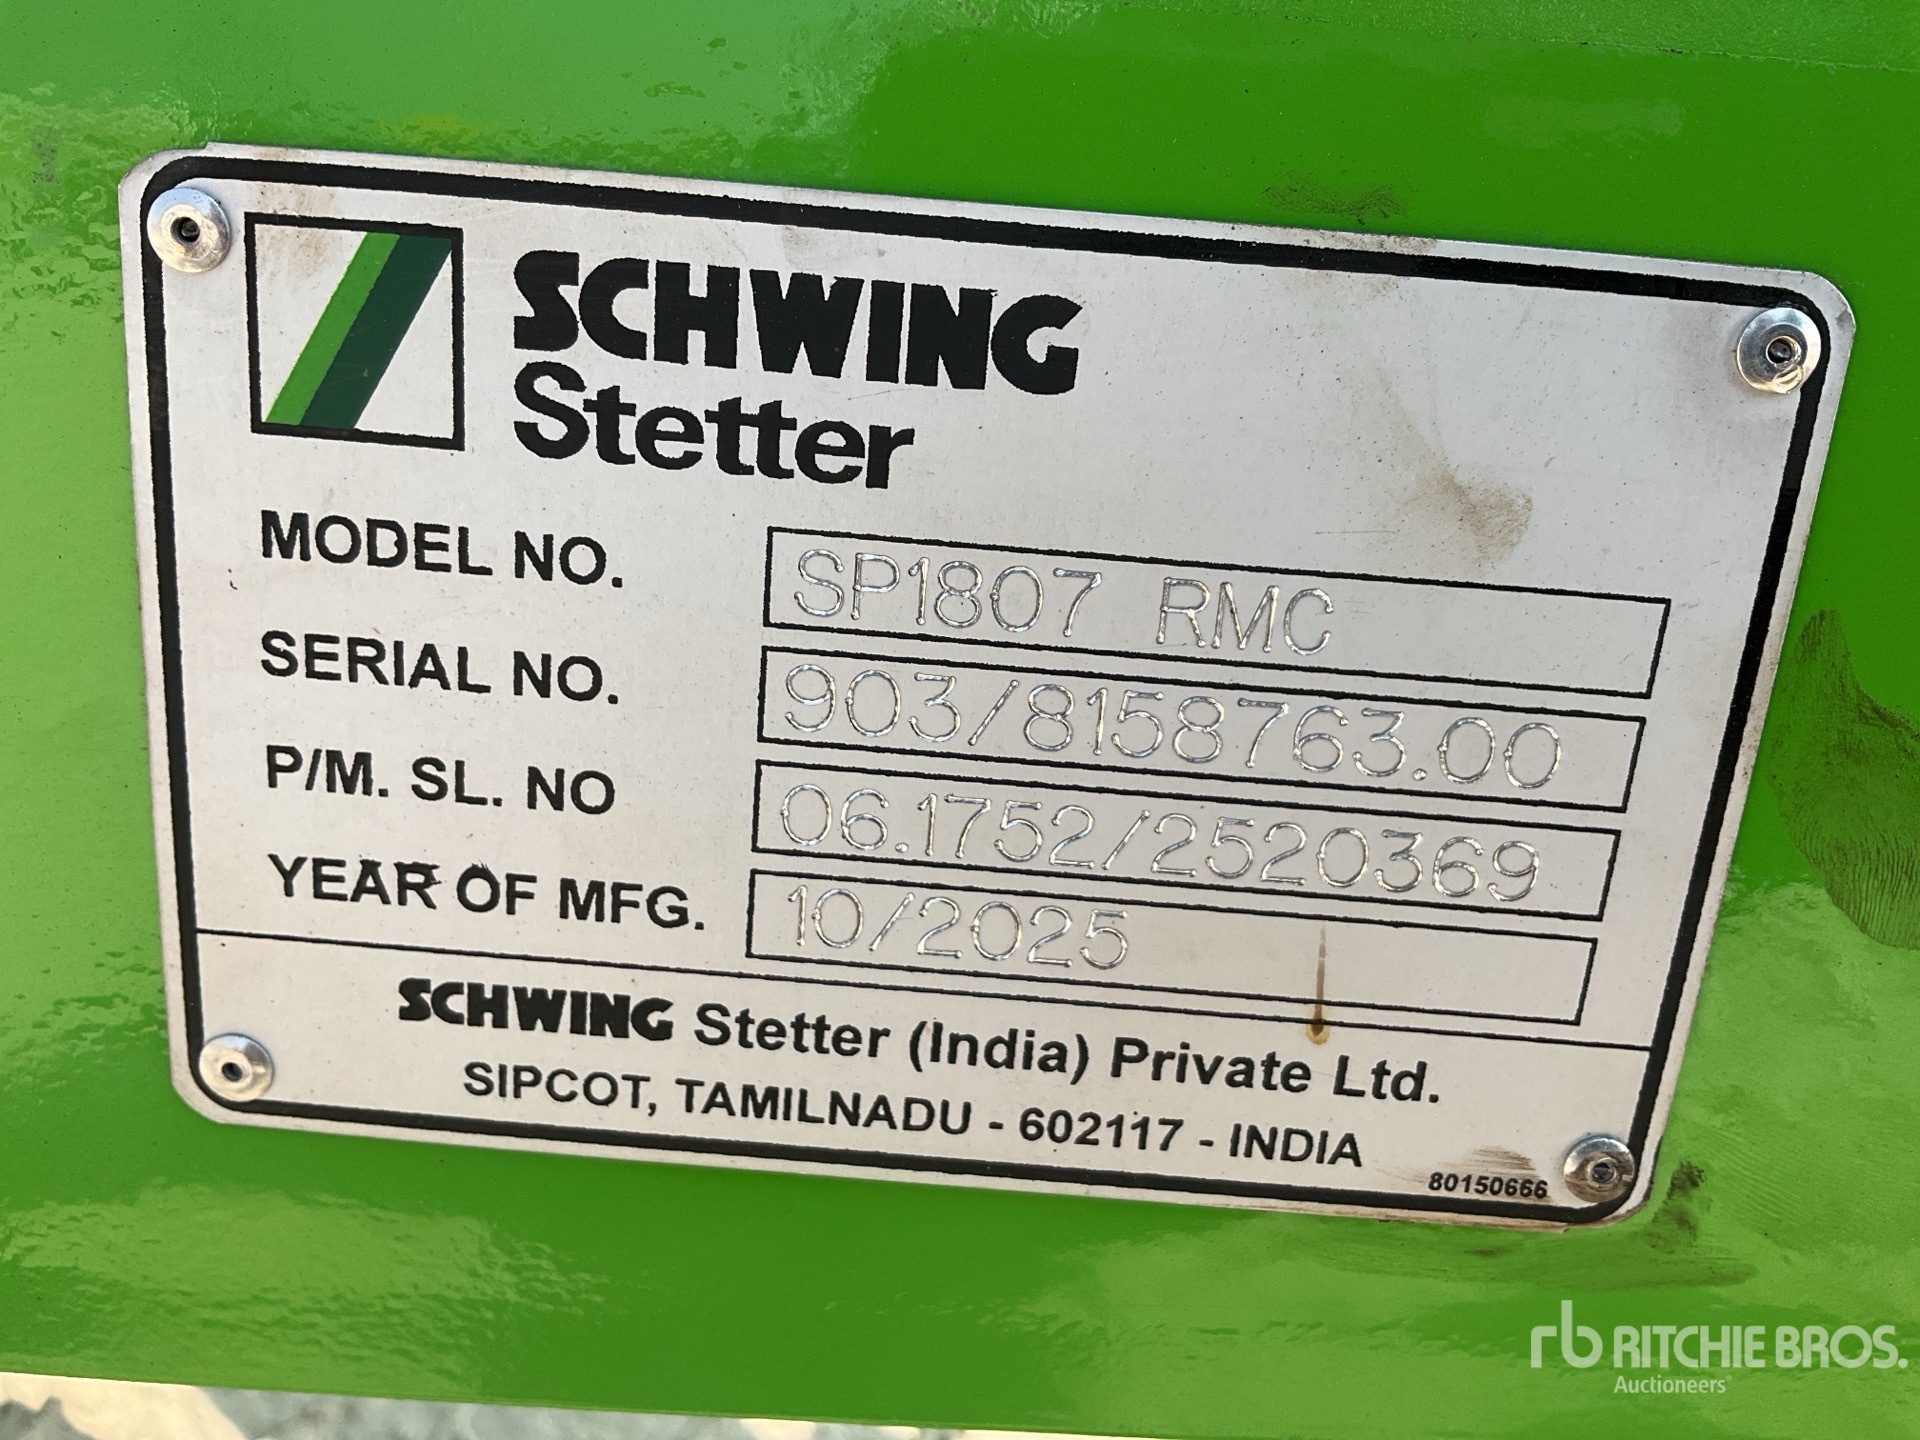 SCHWING
Stetter
MODEL NO. SP1807 RMC
SERIAL NO. 903/8158763.00
P/M. SL. NO 06.1752/2520369
YEAR OF MFG. 10/2025
SCHWING Stetter (India) Private Ltd.
SIPCOT, TAMILNADU - 602117 - INDIA
80150666
rb RITCHIE BROS.
Auctioneers